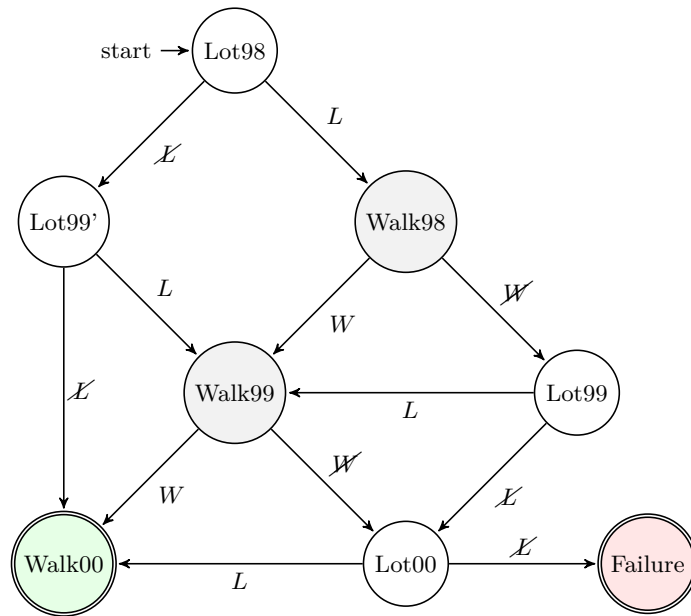 start
Lot98
L̸
L
Lot99'
Walk98
L
W
W̸
L̸
Walk99
L
Lot99
W
W̸
L̸
Walk00
L
Lot00
L̸
Failure